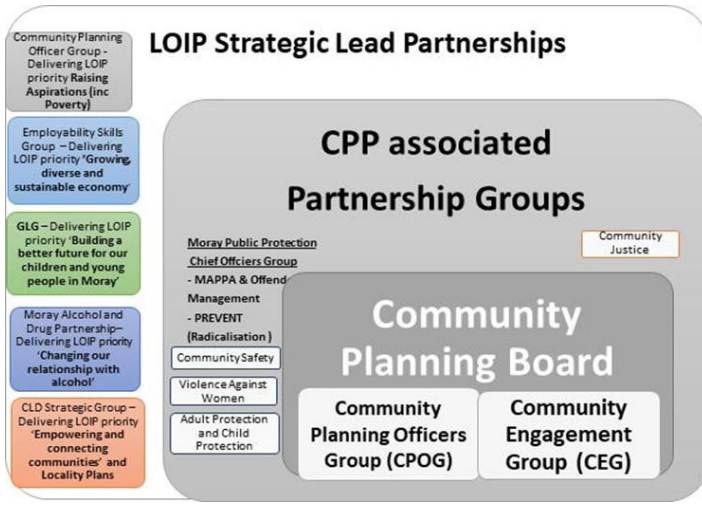 LOIP Strategic Lead Partnerships
Community Planning
Officer Group -
Delivering LOIP
priority Raising
Aspirations (inc
Poverty)
Employability Skills
Group – Delivering
LOIP priority 'Growing,
diverse and
sustainable economy'
GLG – Delivering LOIP
priority 'Building a
better future for our
children and young
people in Moray'
Moray Alcohol and
Drug Partnership–
Delivering LOIP priority
'Changing our
relationship with
alcohol'
CLD Strategic Group –
Delivering LOIP priority
'Empowering and
connecting
communities' and
Locality Plans
CPP associated
Partnership Groups
Moray Public Protection
Chief Offciers Group
- MAPPA & Offend
Management
- PREVENT
(Radicalisation )
Community Safety
Violence Against
Women
Adult Protection
and Child
Protection
Community
Justice
Community
Planning Board
Community
Planning Officers
Group (CPOG)
Community
Engagement
Group (CEG)